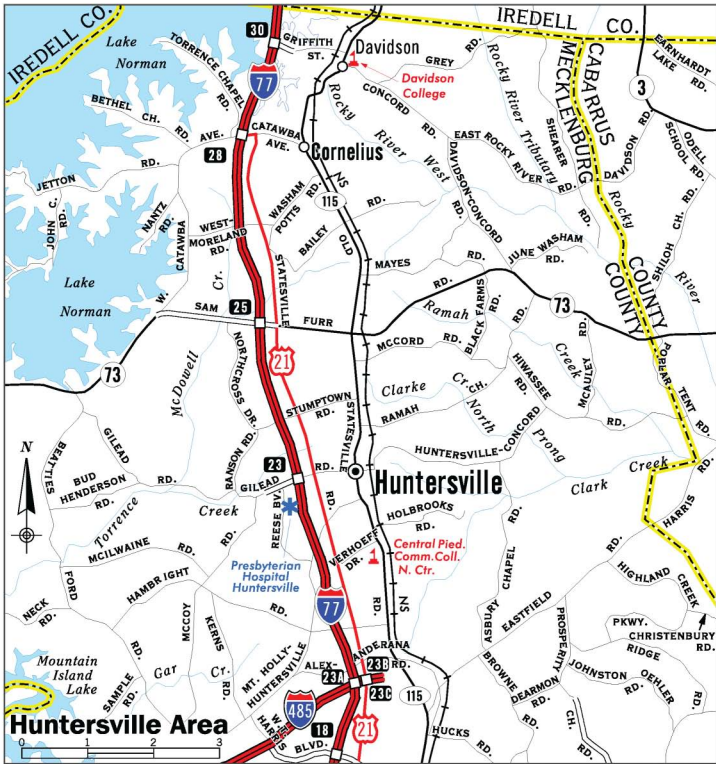 IREDELL CO.
IREDELL CO.
Lake
Norman
TORRENCE CHAPEL
RD.
30
GRIFFITH
ST.
Davidson
Davidson
College
GREY
RD.
Rocky River Tributary
CABARRUS
MECKLENBURG
EARNHARDT
LAKE RD.
3
77
BETHEL CH. RD.
CATAWBA
AVE.
AVE.
28
Cornelius
Rocky River West
CONCORD
RD.
EAST ROCKY RIVER RD.
SHEARER
RD.
DAVIDSON
RD.
ODELL
SCHOOL RD.
JETTON
RD.
JOHN C. RD.
NANTZ RD.
CATAWBA
W.
WASHAM
POTTS RD.
NS
115
DAVIDSON-CONCORD
RD.
WEST-
MORELAND
RD.
BAILEY
RD.
OLD
MAYES
RD.
JUNE WASHAM
RD.
Rocky River
SHILOH CH. RD.
COUNTY
COUNTY
Lake
Norman
Cr.
STATESVILLE
25
SAM
FURR
RD.
Ramah
Creek
BLACK FARMS
RD.
73
73
McDowell
NORTHCROSS DR.
21
MCCORD
RD.
HIWASSEE
RD.
MCAULEY
RD.
POPLAR TENT
RD.
STUMPTOWN
RD.
STATESVILLE
Clarke
Cr.
RAMAH
CH.
RD.
North
Prong
Clark
Creek
N
BEATTIES
GILEAD
BUD
HENDERSON
RD.
RANSON RD.
23
GILEAD
RD.
Huntersville
HUNTERSVILLE-CONCORD
RD.
RD.
HARRIS
Torrence
Creek
REESE BV.
HOLBROOKS
RD.
MCILWAINE
RD.
Presbyterian
Hospital
Huntersville
VERHOEFF
DR.
Central Pied.
Comm.Coll.
N. Ctr.
ASBURY
CHAPEL
RD.
HIGHLAND
CREEK
PKWY.
CHRISTENBURY
RD.
FORD
NECK
RD.
HAMBRIGHT
RD.
77
RD.
NS
EASTFIELD
PROSPERITY
CH.
RD.
RIDGE
RD.
MCCOY
KERNS
RD.
MT. HOLLY-
HUNTERSVILLE
ALEX-
ANDERANA
RD.
23A
23B
23C
BROWNE
RD.
DEARMON
RD.
JOHNSTON
OEHLER
RD.
Mountain
Island
Lake
SAMPLE
RD.
Gar
Cr.
115
485
18
W.T.
HARRIS
BLVD.
21
HUCKS
RD.
Huntersville Area
0 1 2 3